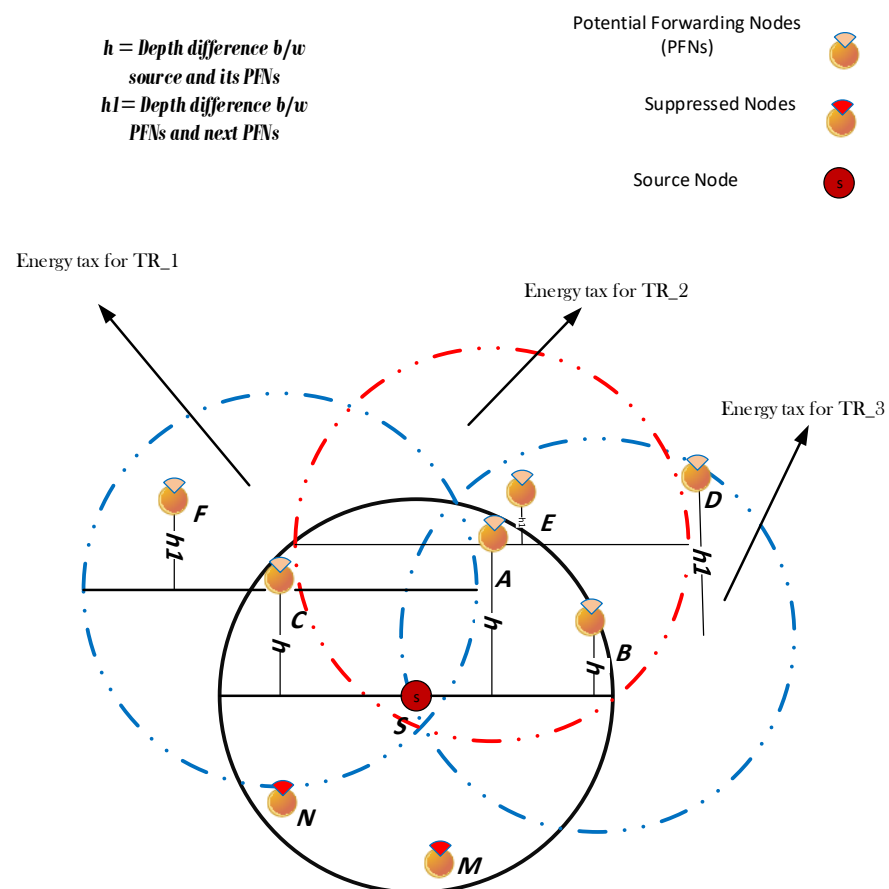 h = Depth difference b/w
source and its PFNs
h1= Depth difference b/w
PFNs and next PFNs
Potential Forwarding Nodes
(PFNs)
Suppressed Nodes
Source Node
S
Energy tax for TR_1
Energy tax for TR_2
Energy tax for TR_3
F
h1
E
D
h1
A
C
h
h
B
h
S
S
N
M